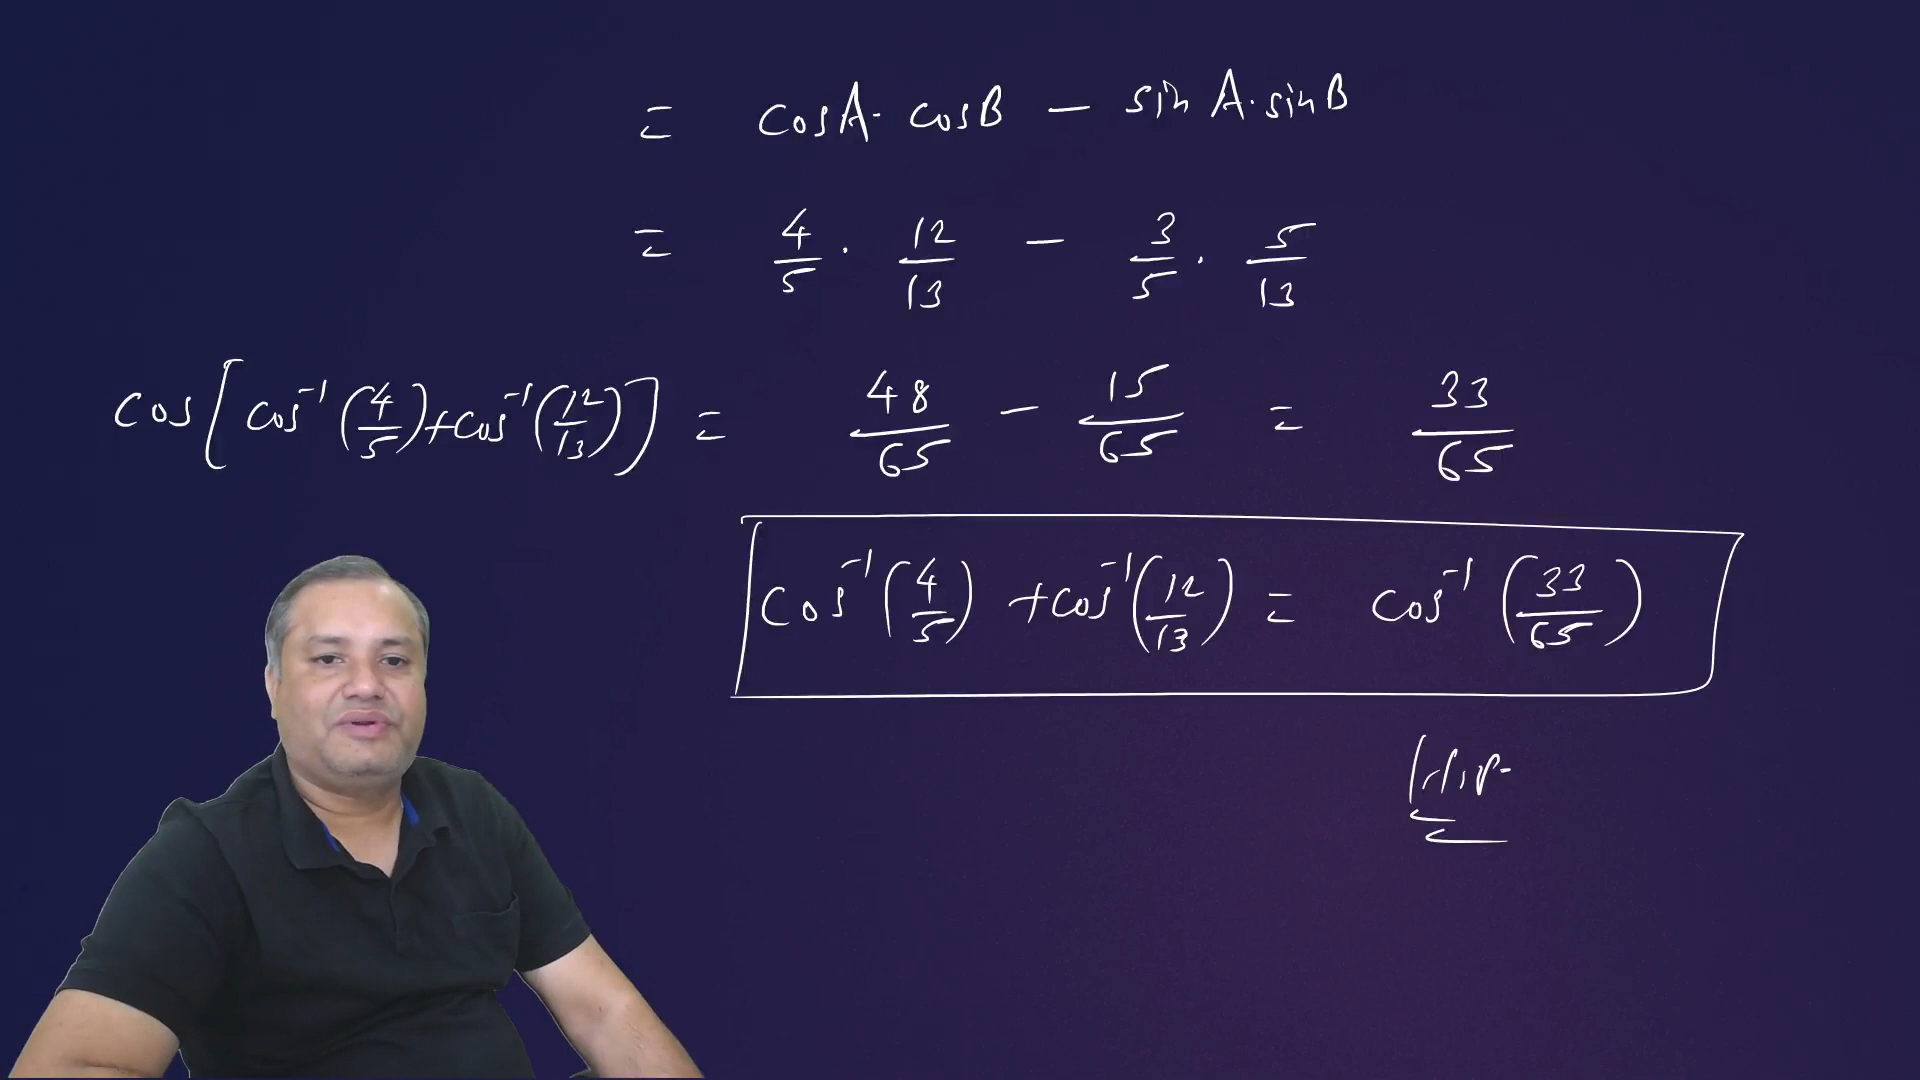 = cosA. cosB - sinA.sinB
= 4/5 . 12/13 - 3/5 . 5/13
cos[cos⁻¹(4/5)+cos⁻¹(12/13)] = 48/65 - 15/65 = 33/65
cos⁻¹(4/5) +cos⁻¹(12/13) = cos⁻¹(33/65)